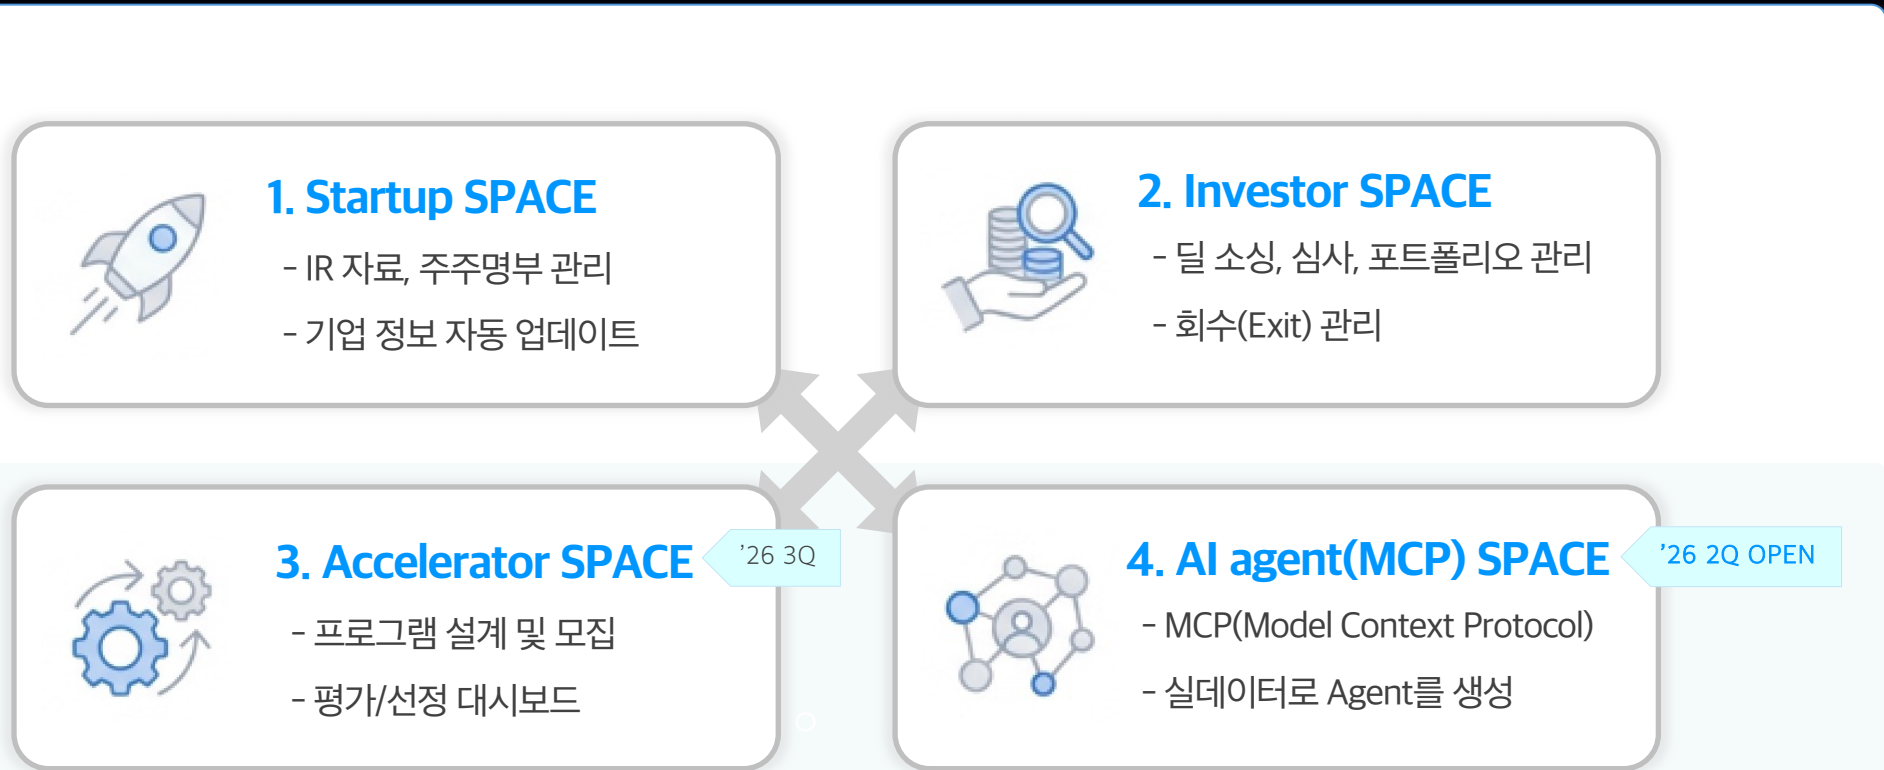 1. Startup SPACE
- IR 자료, 주주명부 관리
- 기업 정보 자동 업데이트
2. Investor SPACE
- 딜 소싱, 심사, 포트폴리오 관리
- 회수(Exit) 관리
3. Accelerator SPACE
’26 3Q
- 프로그램 설계 및 모집
- 평가/선정 대시보드
4. AI agent(MCP) SPACE
’26 2Q OPEN
- MCP(Model Context Protocol)
- 실데이터로 Agent를 생성